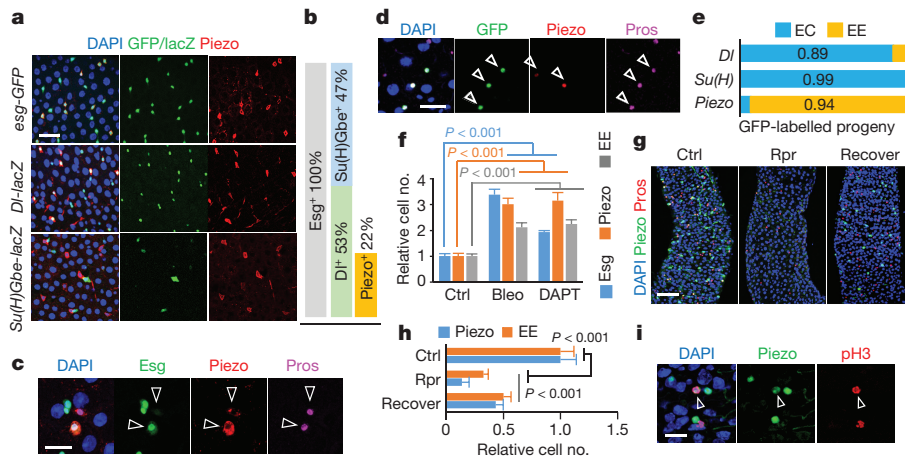 a
DAPI GFP/lacZ Piezo
esg-GFP
Dl-lacZ
Su(H)Gbe-lacZ
b
Esg+ 100%
Su(H)Gbe+ 47%
Dl+ 53%
Piezo+ 22%
c
DAPI Esg Piezo Pros
d
DAPI GFP Piezo Pros
e
EC EE
Dl 0.89
Su(H) 0.99
Piezo 0.94
GFP-labelled progeny
f
P < 0.001
P < 0.001
P < 0.001
Relative cell no.
4
3
2
1
0
Ctrl Bleo DAPT
Esg Piezo EE
g
Ctrl Rpr Recover
DAPI Piezo Pros
h
Piezo EE
Ctrl
Rpr
Recover
P < 0.001
P < 0.001
0 0.5 1.0 1.5
Relative cell no.
i
DAPI Piezo pH3